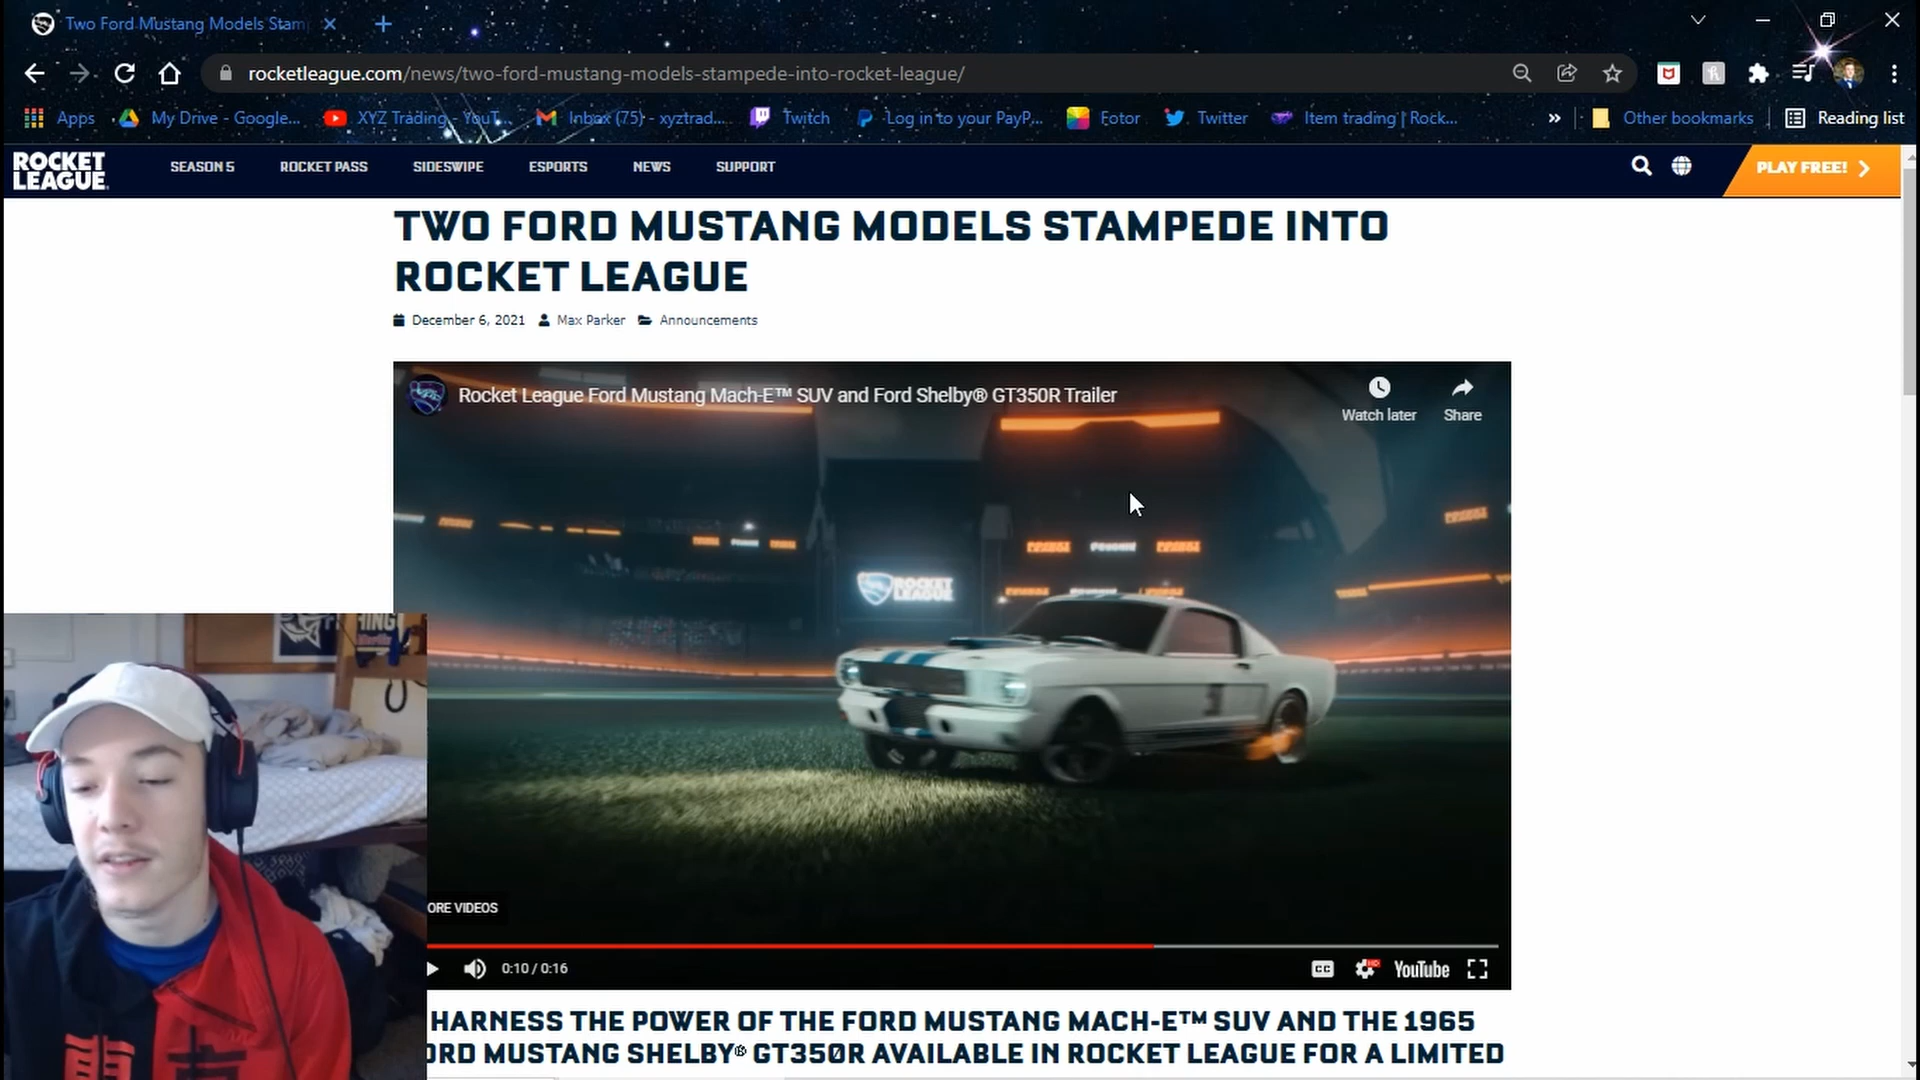 Two Ford Mustang Models Stam
rocketleague.com/news/two-ford-mustang-models-stampede-into-rocket-league/
Apps
My Drive - Google...
XYZ Trading - YouT...
Inbox (75) - xyztrad...
Twitch
Log in to your PayP...
Fotor
Twitter
Item trading | Rock...
»
Other bookmarks
Reading list
ROCKET LEAGUE
SEASON 5
ROCKET PASS
SIDESWIPE
ESPORTS
NEWS
SUPPORT
PLAY FREE!
TWO FORD MUSTANG MODELS STAMPEDE INTO
ROCKET LEAGUE
December 6, 2021
Max Parker
Announcements
Rocket League Ford Mustang Mach-E™ SUV and Ford Shelby® GT350R Trailer
Watch later
Share
ROCKET
LEAGUE
ORE VIDEOS
0:10 / 0:16
CC
HD
YouTube
HARNESS THE POWER OF THE FORD MUSTANG MACH-E™ SUV AND THE 1965
ORD MUSTANG SHELBY® GT350R AVAILABLE IN ROCKET LEAGUE FOR A LIMITED